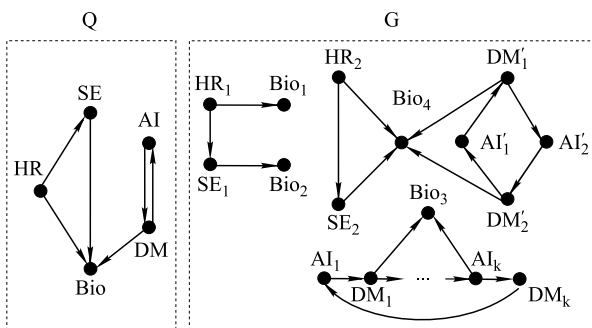 Q
G
SE
AI
HR
DM
Bio
HR₁
Bio₁
SE₁
Bio₂
HR₂
Bio₄
SE₂
DM′₁
AI′₁
AI′₂
DM′₂
Bio₃
AI₁
DM₁
...
AIₖ
DMₖ